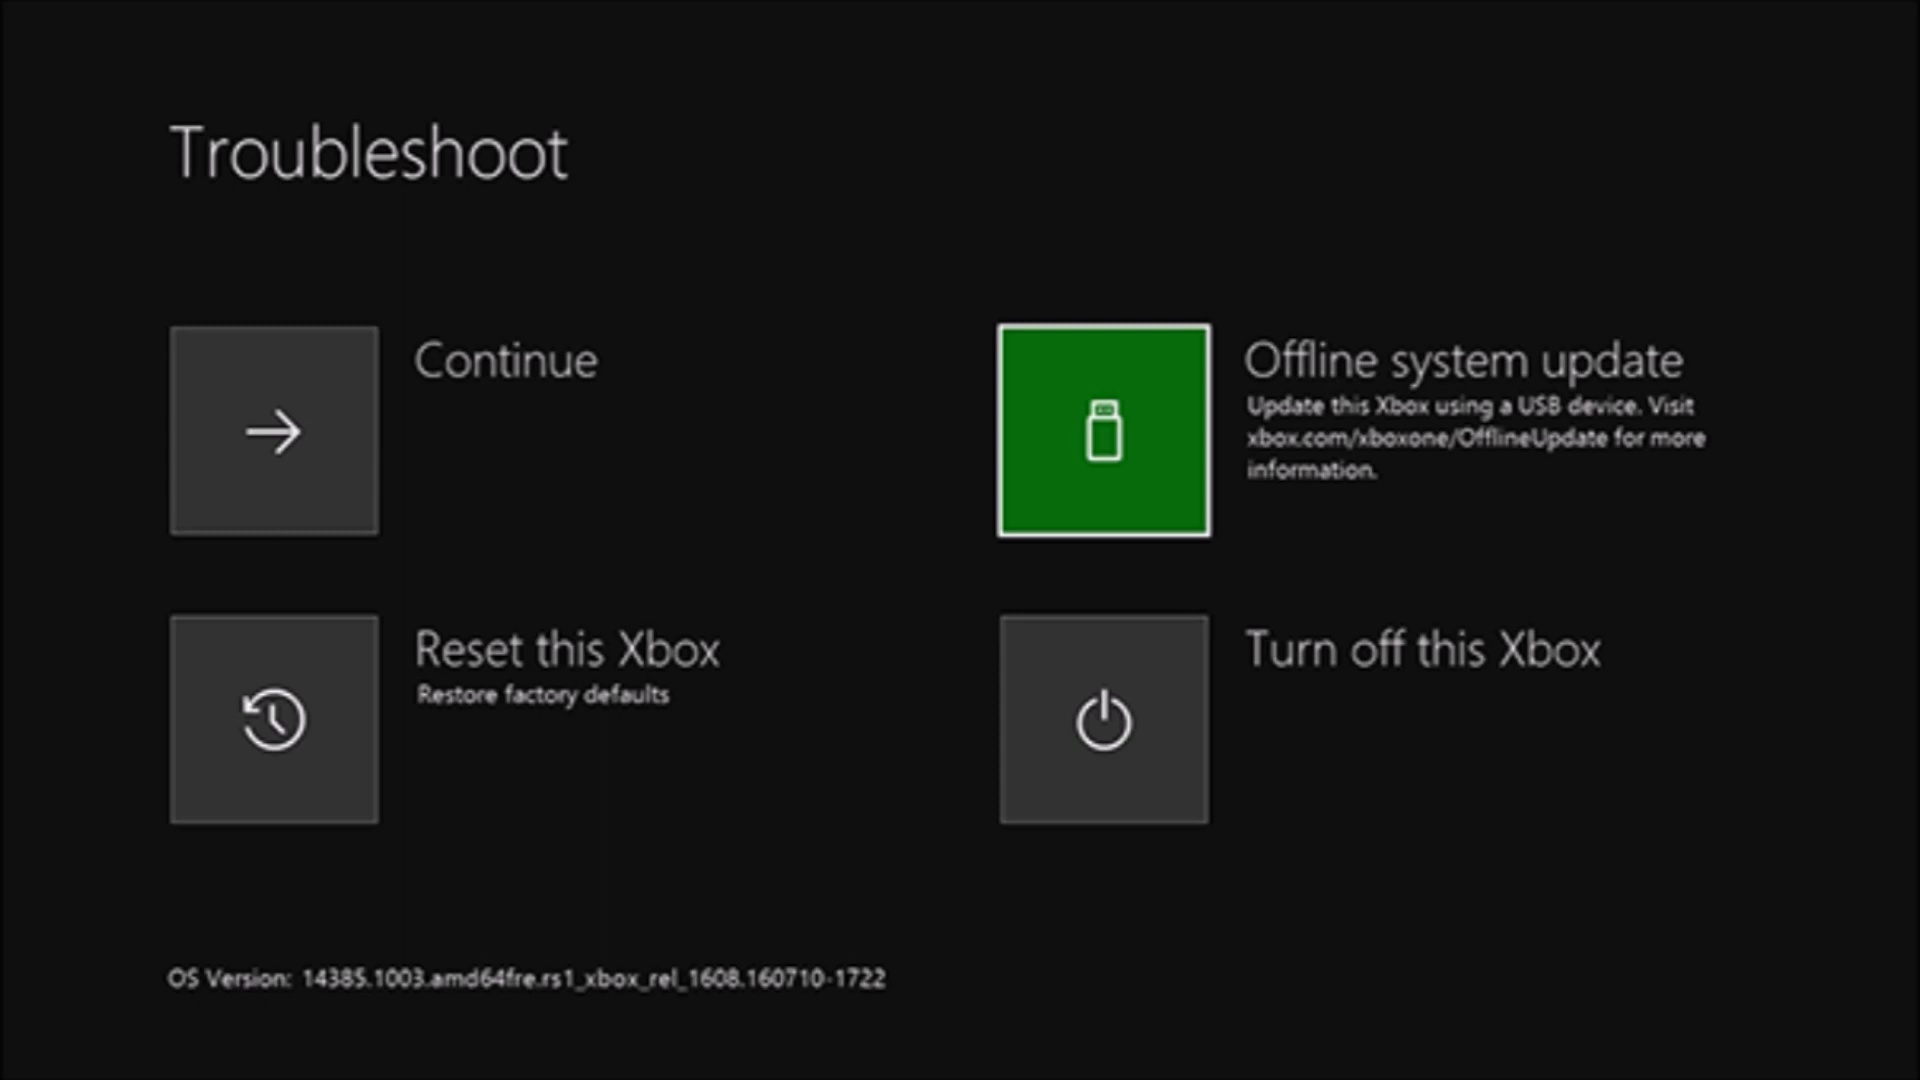 Troubleshoot
Continue
Offline system update
Update this Xbox using a USB device. Visit
xbox.com/xboxone/OfflineUpdate for more
information.
Reset this Xbox
Restore factory defaults
Turn off this Xbox
OS Version: 14385.1003.amd64fre.rs1_xbox_rel_1608.160710-1722